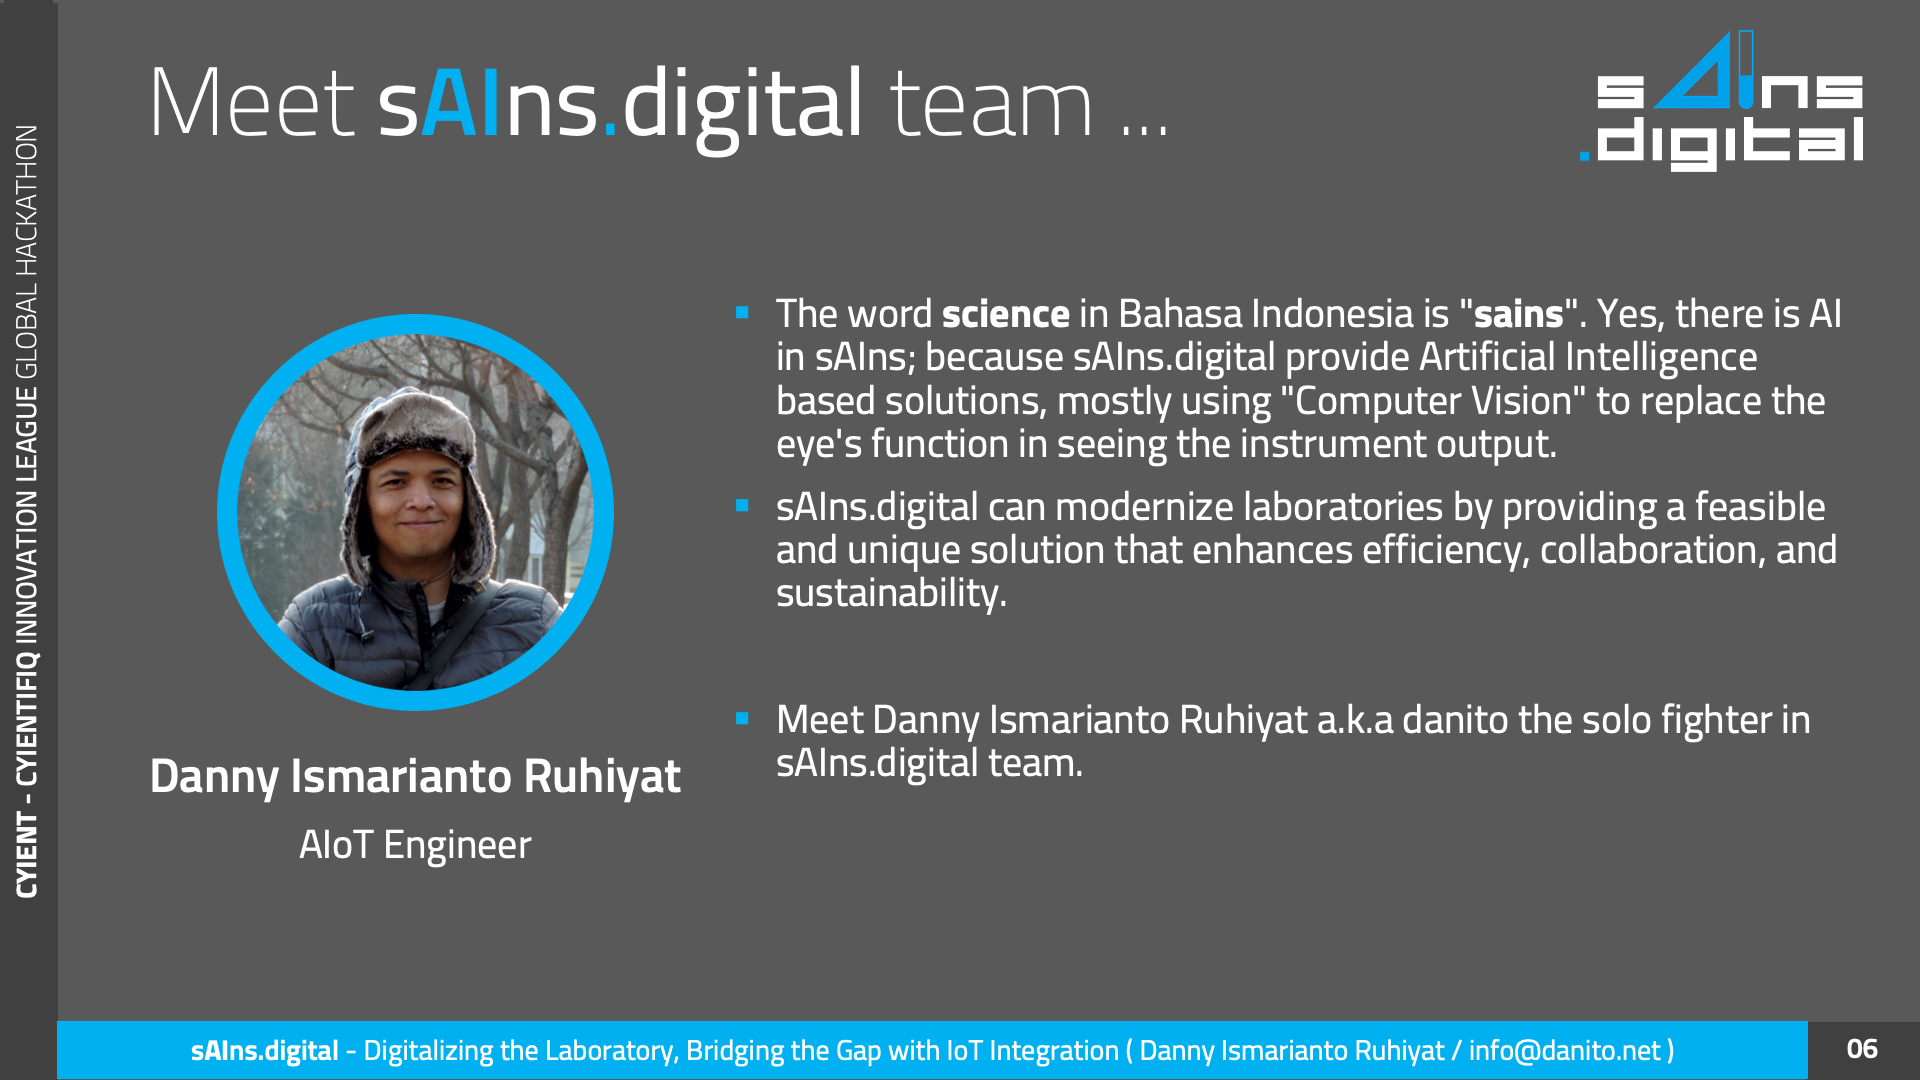 Meet sAIns.digital team ...
sAIns
.digital
CYIENT - CYIENTIFIQ INNOVATION LEAGUE GLOBAL HACKATHON
The word science in Bahasa Indonesia is "sains". Yes, there is AI
in sAIns; because sAIns.digital provide Artificial Intelligence
based solutions, mostly using "Computer Vision" to replace the
eye's function in seeing the instrument output.
sAIns.digital can modernize laboratories by providing a feasible
and unique solution that enhances efficiency, collaboration, and
sustainability.
Meet Danny Ismarianto Ruhiyat a.k.a danito the solo fighter in
sAIns.digital team.
Danny Ismarianto Ruhiyat
AIoT Engineer
sAIns.digital - Digitalizing the Laboratory, Bridging the Gap with IoT Integration ( Danny Ismarianto Ruhiyat / info@danito.net )
06